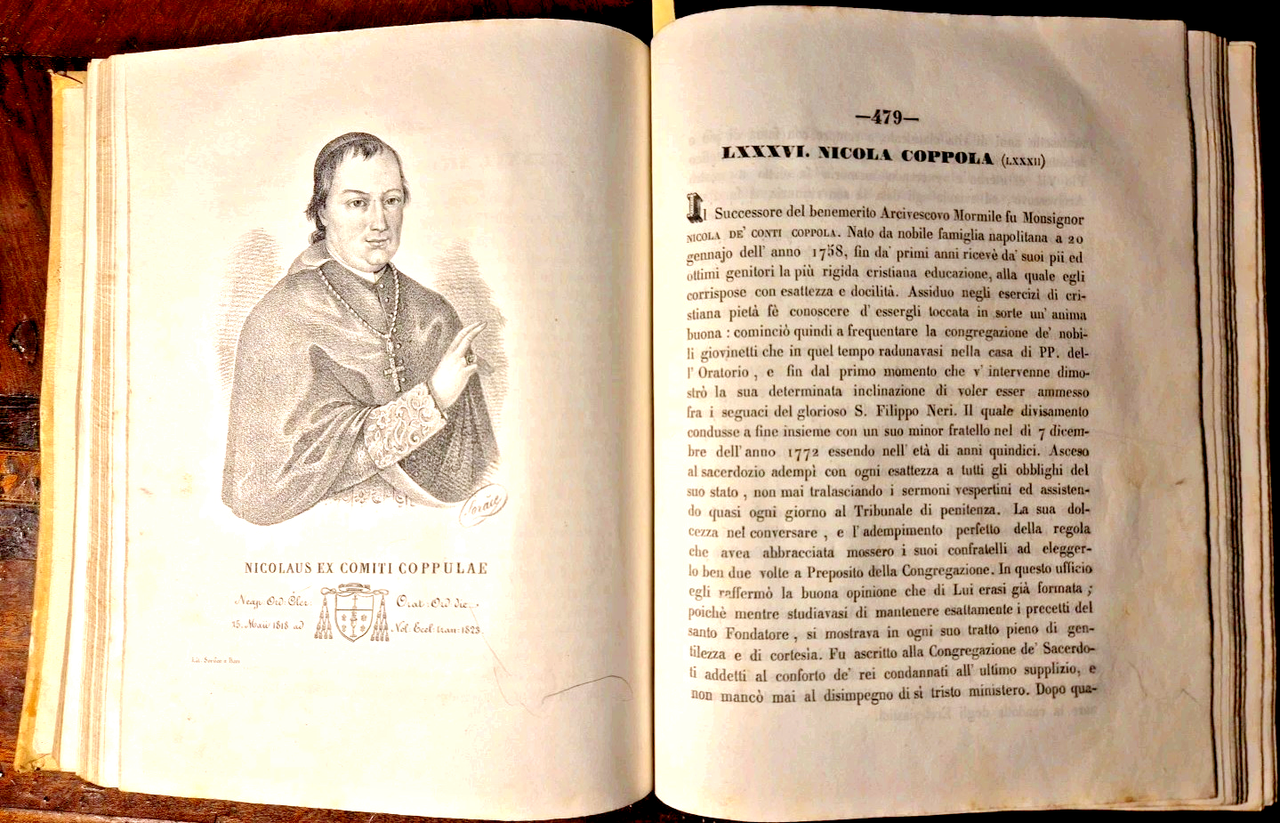 NICOLAUS EX COMITI COPPULAE
Neap. Ord. Cler. Orat. Ord. die
15. Maii 1818 ad Nol. Eccl. tran: 1823.
—479—
LXXXVI. NICOLA COPPOLA (LXXXII)
Il Successore del benemerito Arcivescovo Mormile fu Monsignor
NICOLA DE' CONTI COPPOLA. Nato da nobile famiglia napolitana a 20
gennajo dell' anno 1758, fin da' primi anni ricevè da' suoi pii ed
ottimi genitori la più rigida cristiana educazione, alla quale egli
corrispose con esattezza e docilità. Assiduo negli esercizî di cri-
stiana pietà fè conoscere d' essergli toccata in sorte un' anima
buona : cominciò quindi a frequentare la congregazione de' nobi-
li giovinetti che in quel tempo radunavasi nella casa di PP. del-
l' Oratorio , e fin dal primo momento che v' intervenne dimo-
strò la sua determinata inclinazione di voler esser ammesso
fra i seguaci del glorioso S. Filippo Neri. Il quale divisamento
condusse a fine insieme con un suo minor fratello nel dì 7 dicem-
bre dell' anno 1772 essendo nell' età di anni quindici. Asceso
al sacerdozio adempì con ogni esattezza a tutti gli obblighi del
suo stato , non mai tralasciando i sermoni vespertini ed assisten-
do quasi ogni giorno al Tribunale di penitenza. La sua dol-
cezza nel conversare , e l'adempimento perfetto della regola
che avea abbracciata mossero i suoi confratelli ad elegger-
lo ben due volte a Preposito della Congregazione. In questo ufficio
egli raffermò la buona opinione che di Lui erasi già formata ;
poichè mentre studiavasi di mantenere esattamente i precetti del
santo Fondatore , si mostrava in ogni suo tratto pieno di gen-
tilezza e di cortesia. Fu ascritto alla Congregazione de' Sacerdo-
ti addetti al conforto de' rei condannati all' ultimo supplizio, e
non mancò mai al disimpegno di sì tristo ministero. Dopo qua-